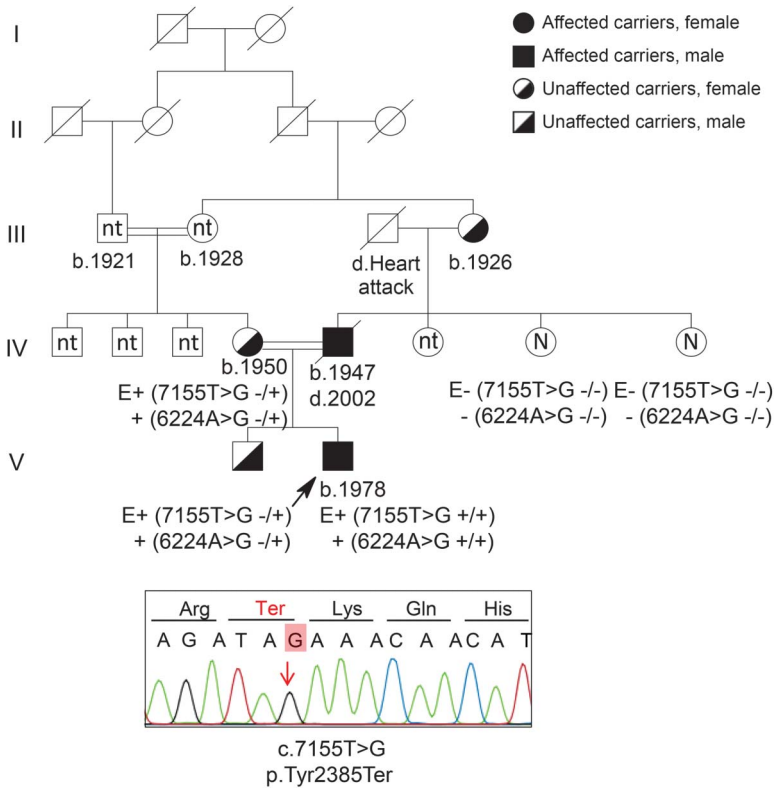 I
Affected carriers, female
Affected carriers, male
Unaffected carriers, female
Unaffected carriers, male
II
III
nt
nt
b.1921
b.1928
d.Heart
attack
b.1926
IV
nt
nt
nt
nt
N
N
b.1950
b.1947
d.2002
E+ (7155T>G -/+)
+ (6224A>G -/+)
E- (7155T>G -/-)
- (6224A>G -/-)
E- (7155T>G -/-)
- (6224A>G -/-)
V
b.1978
E+ (7155T>G -/+)
+ (6224A>G -/+)
E+ (7155T>G +/+)
+ (6224A>G +/+)
Arg Ter Lys Gln His
A G A T A G A A A C A A C A T
c.7155T>G
p.Tyr2385Ter